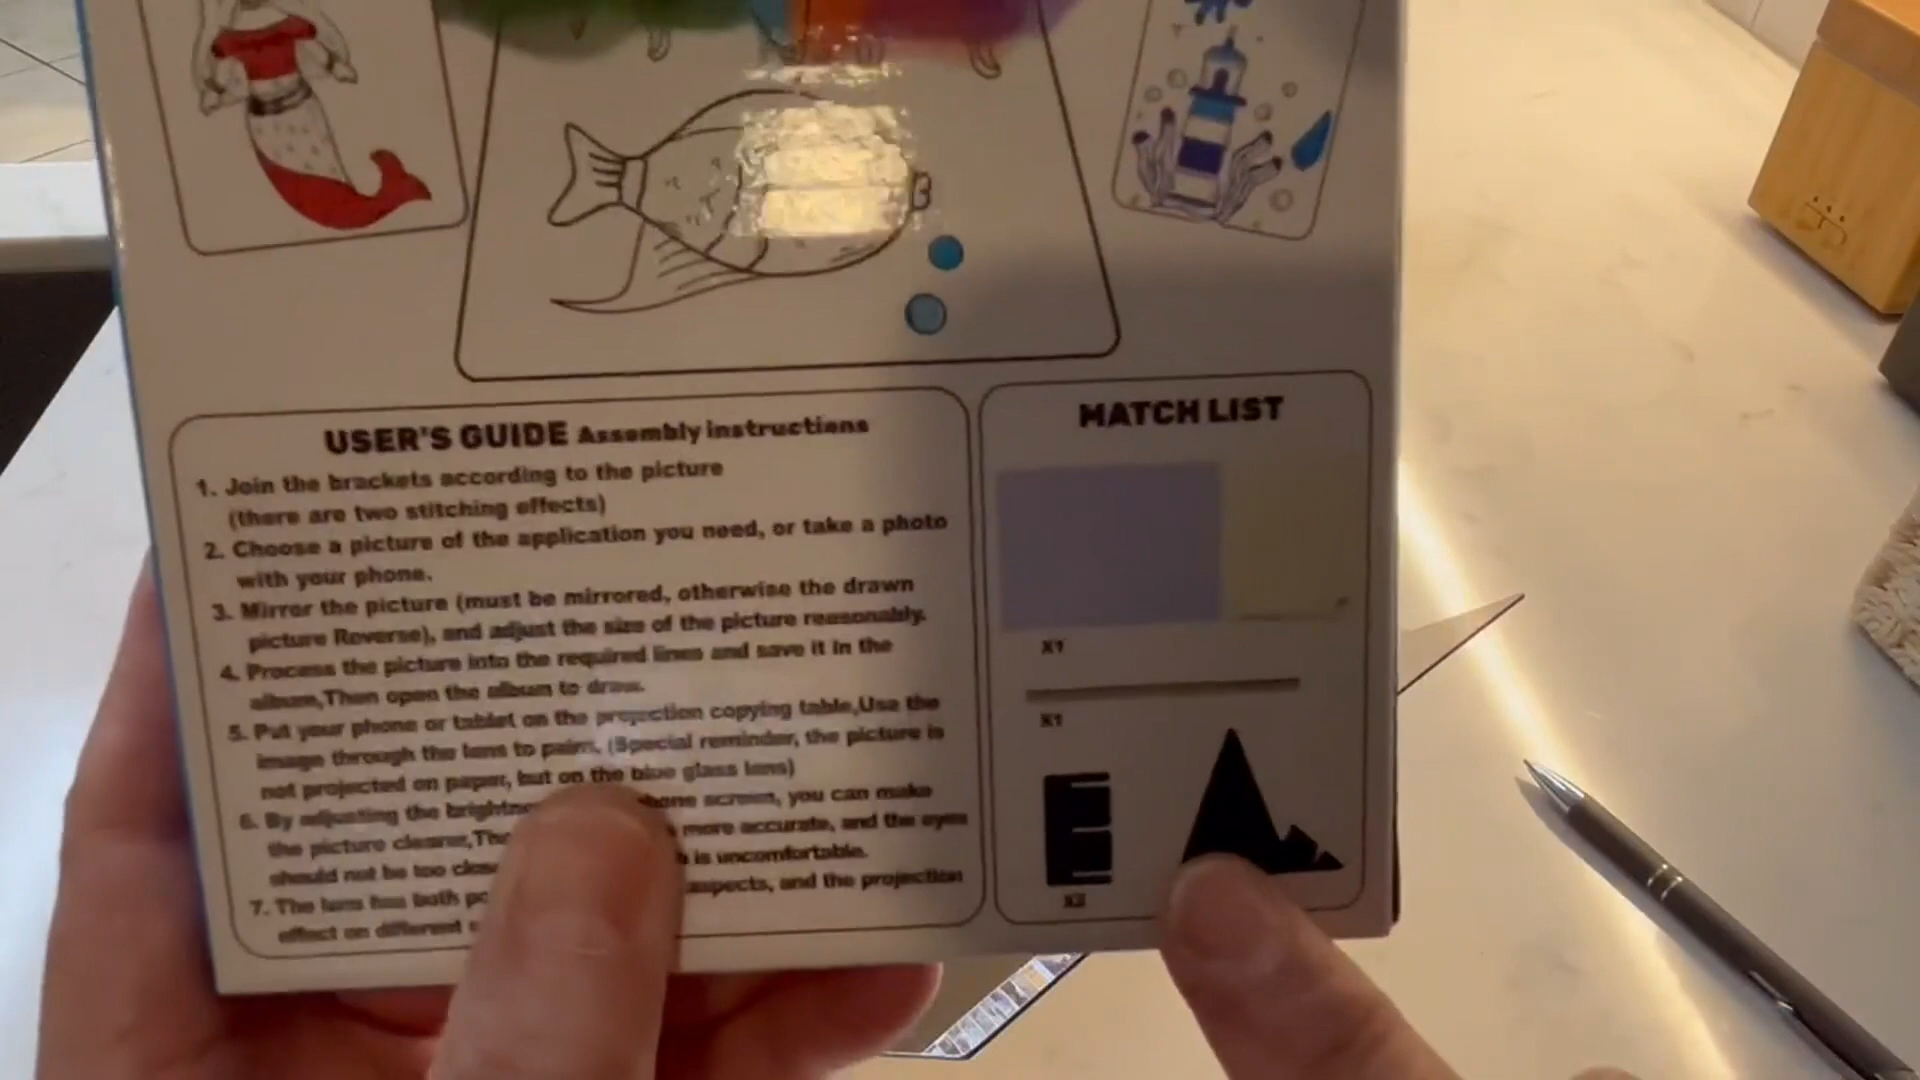 USER'S GUIDE Assembly instructions
1. Join the brackets according to the picture
(there are two stitching effects)
2. Choose a picture of the application you need, or take a photo
with your phone.
3. Mirror the picture (must be mirrored, otherwise the drawn
picture Reverse), and adjust the size of the picture reasonably.
4. Process the picture into the required lines and save it in the
album,Then open the album to draw.
5. Put your phone or tablet on the projection copying table,Use the
image through the lens to paint. (Special reminder, the picture is
not projected on paper, but on the blue glass lens)
6. By adjusting the phone screen, you can make
the picture clearer, more accurate, and the eyes
should not be too is uncomfortable.
7. The lens has both aspects, and the projection
effect on different
MATCH LIST
X1
X1
X2